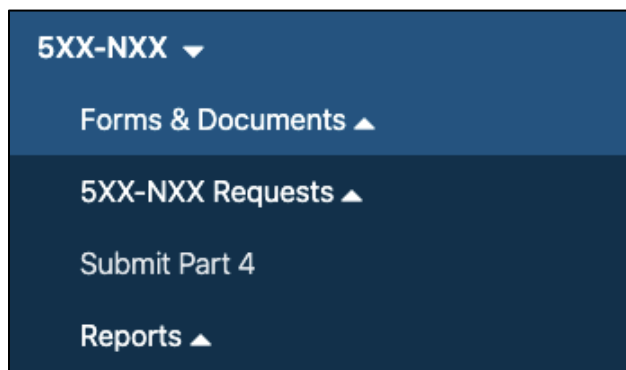 5XX-NXX
Forms & Documents
5XX-NXX Requests
Submit Part 4
Reports